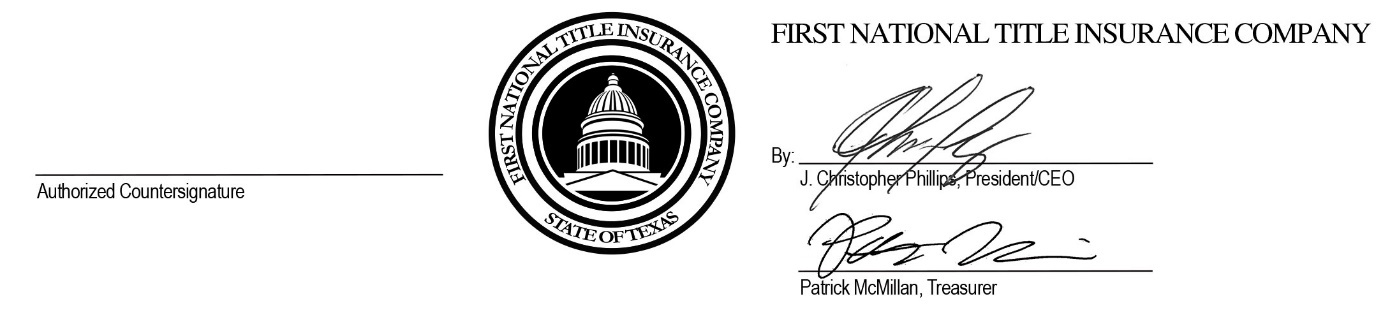 FIRST NATIONAL TITLE INSURANCE COMPANY
FIRST NATIONAL TITLE INSURANCE COMPANY
STATE OF TEXAS
By:
J. Christopher Phillips, President/CEO
Authorized Countersignature
Patrick McMillan, Treasurer